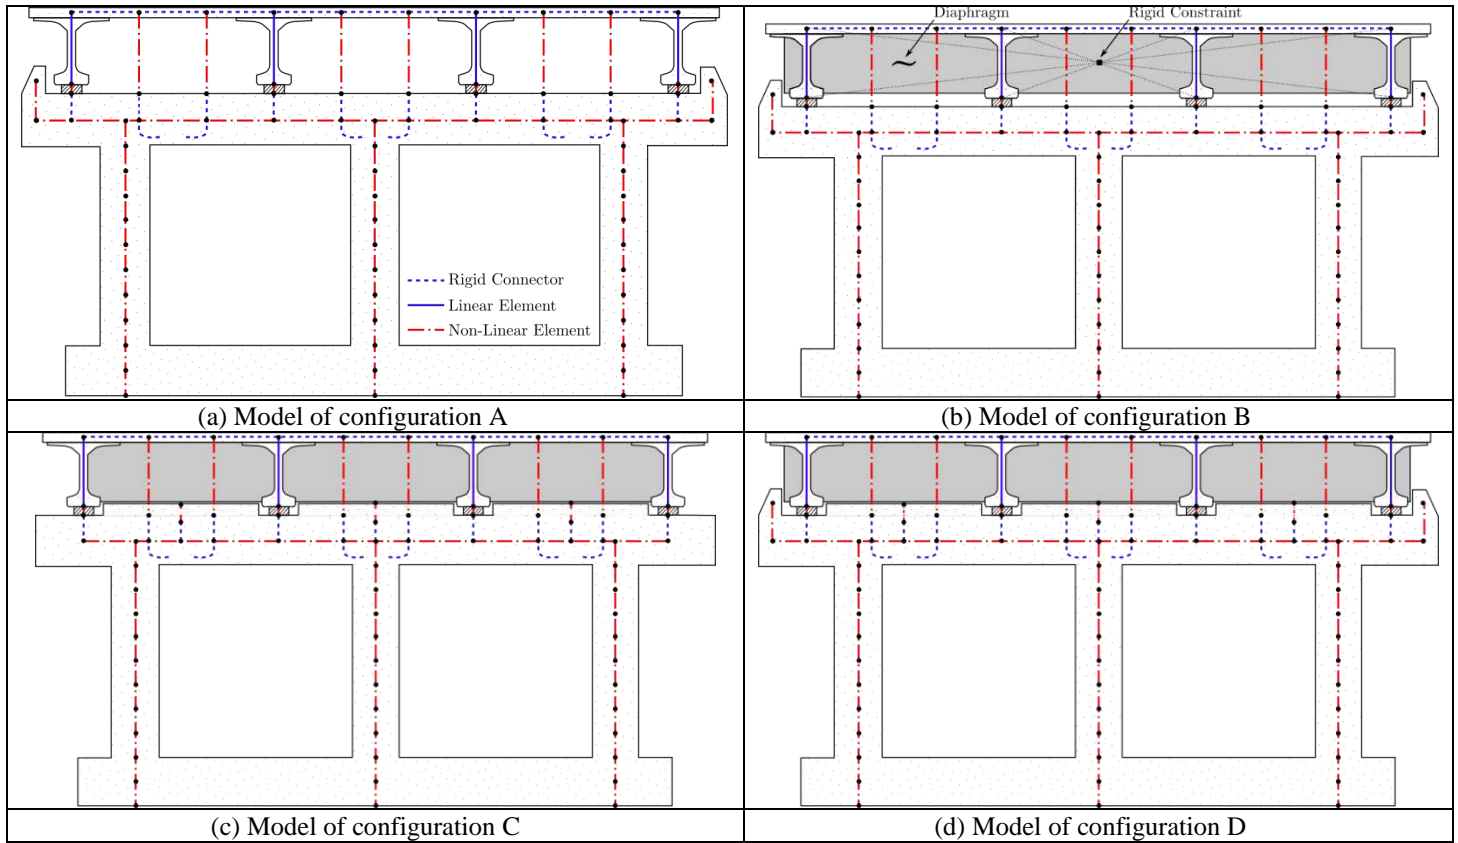 Diaphragm
Rigid Constraint
Rigid Connector
Linear Element
Non-Linear Element
(a) Model of configuration A
(b) Model of configuration B
(c) Model of configuration C
(d) Model of configuration D